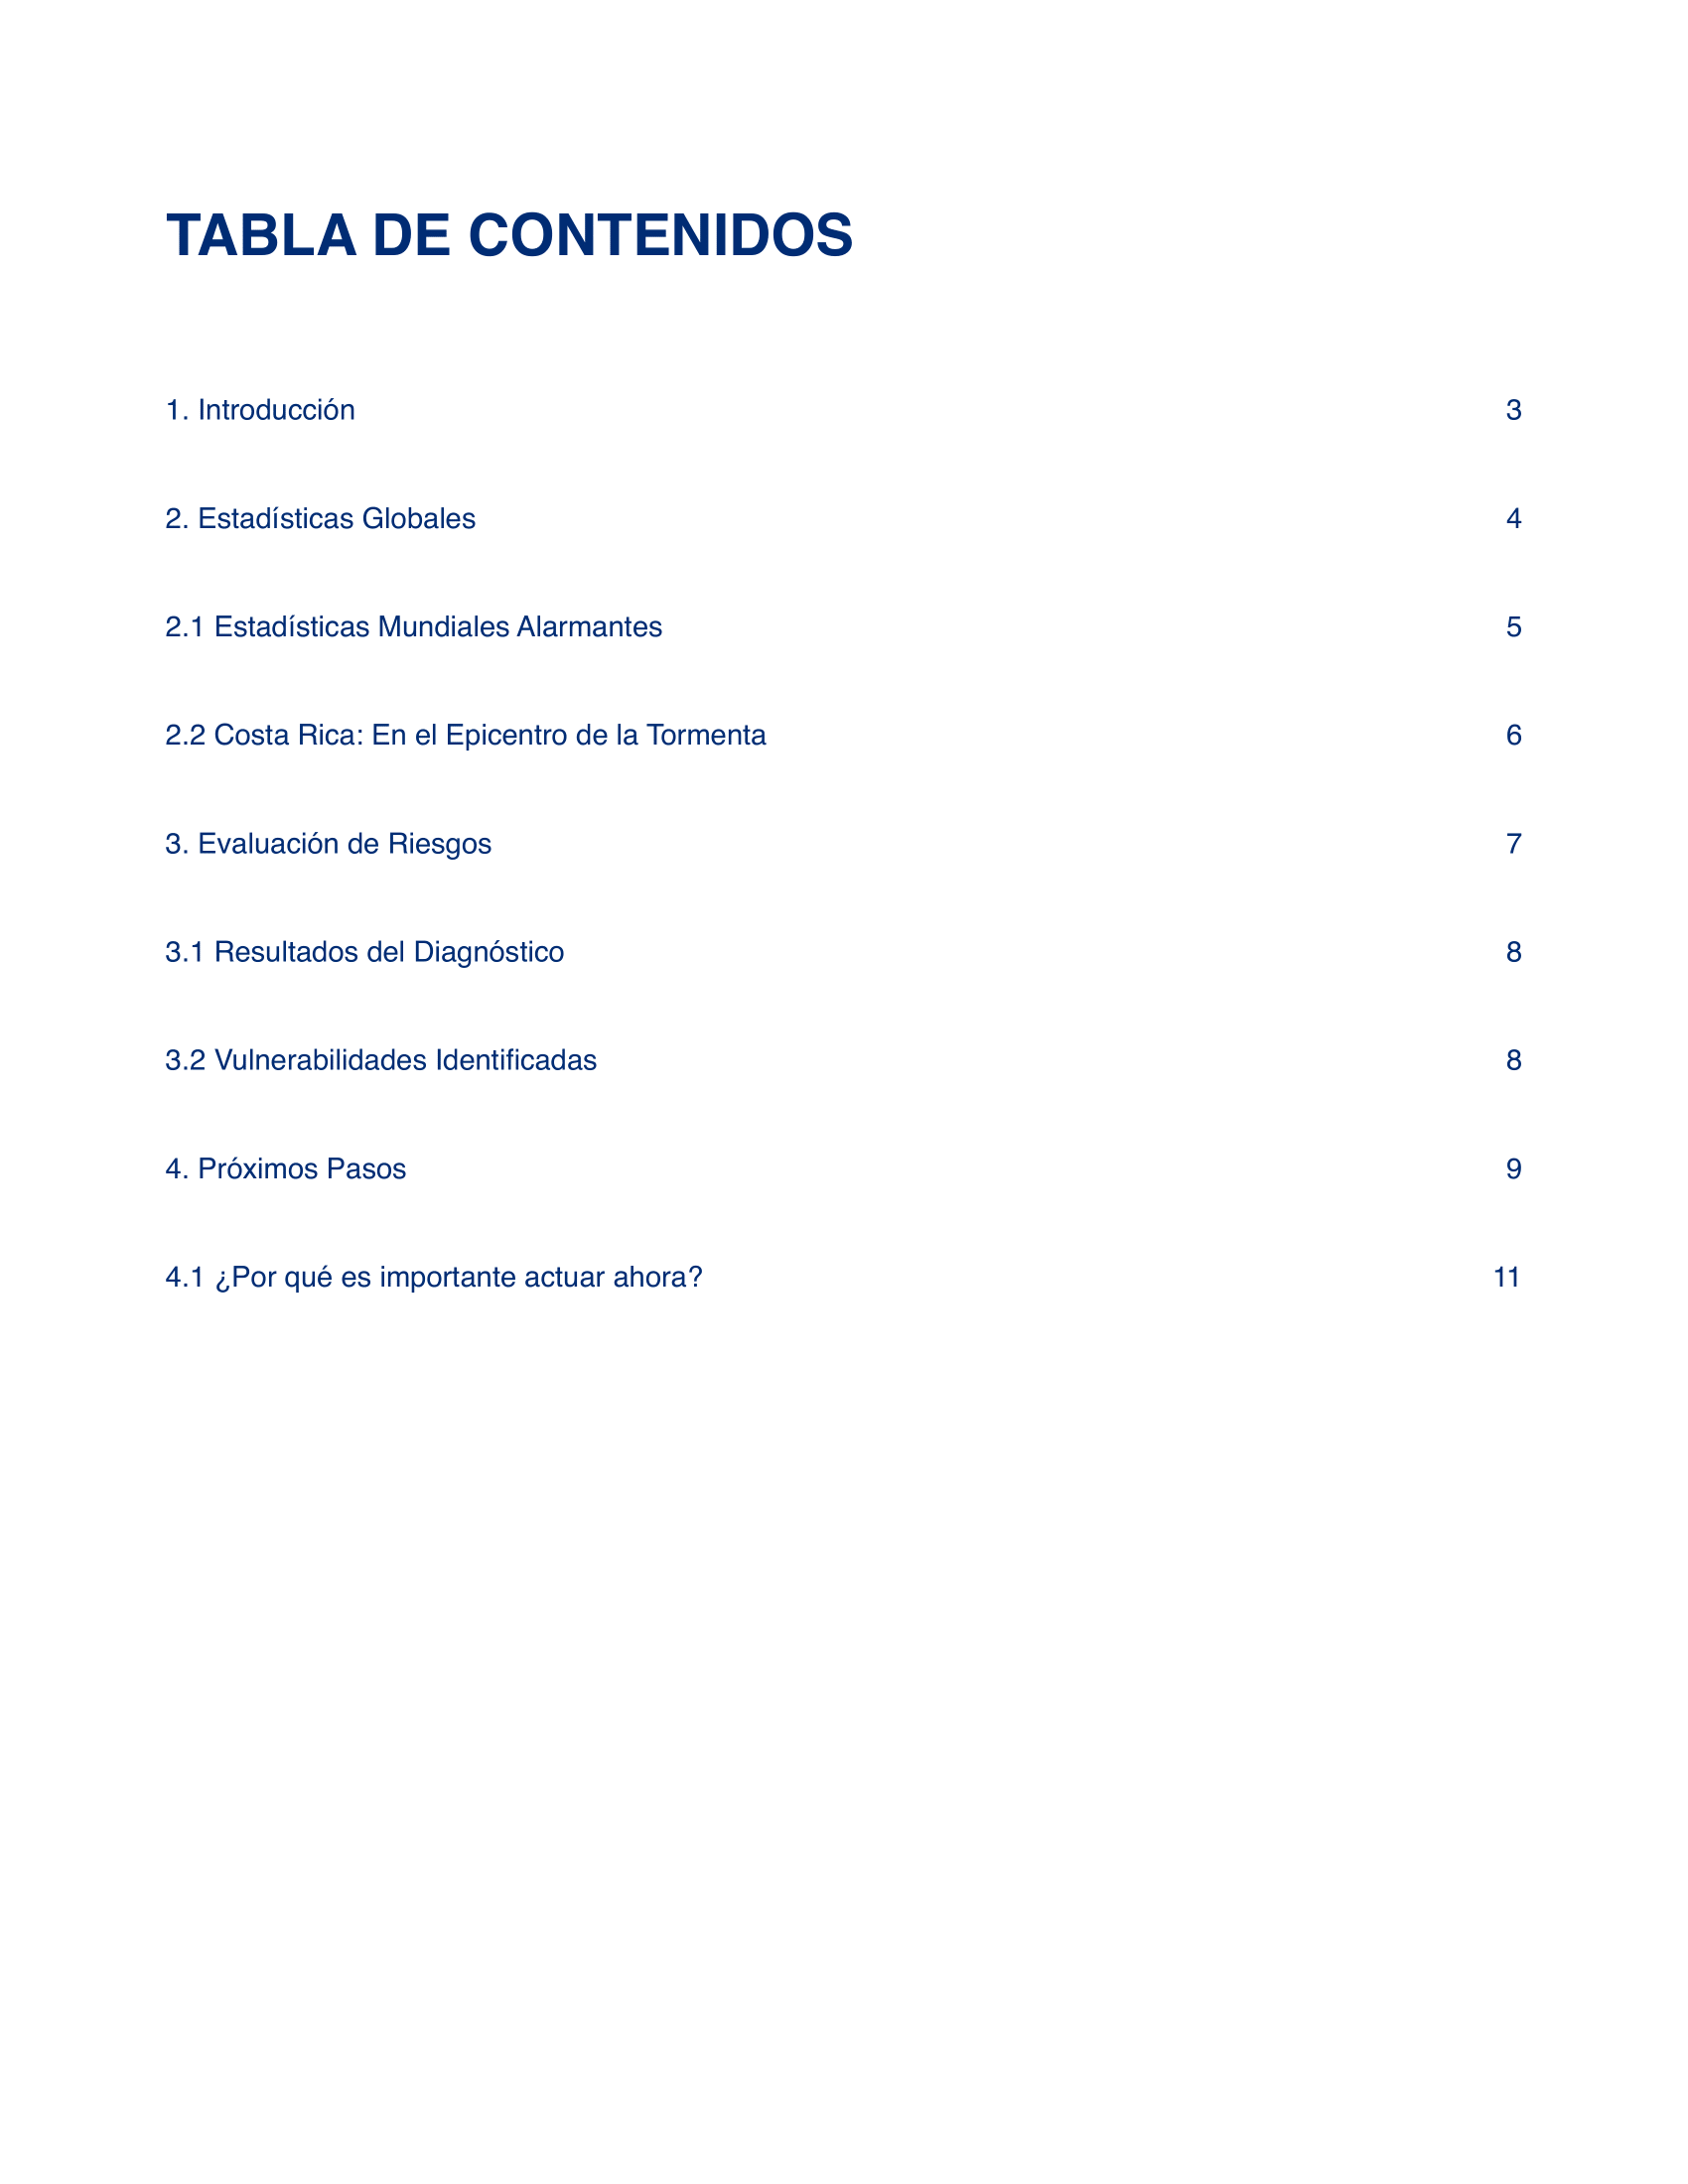 TABLA DE CONTENIDOS
1. Introducción 3
2. Estadísticas Globales 4
2.1 Estadísticas Mundiales Alarmantes 5
2.2 Costa Rica: En el Epicentro de la Tormenta 6
3. Evaluación de Riesgos 7
3.1 Resultados del Diagnóstico 8
3.2 Vulnerabilidades Identificadas 8
4. Próximos Pasos 9
4.1 ¿Por qué es importante actuar ahora? 11